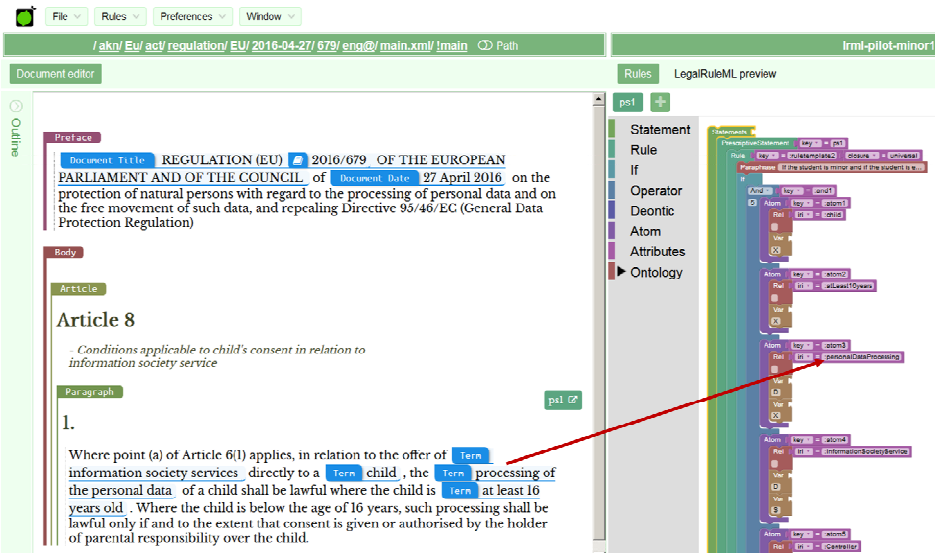 File Rules Preferences Window
/ akn/ Eu/ act/ regulation/ EU/ 2016-04-27/ 679/ eng@/ main.xml/ !main Path
lrml-pilot-minor1
Document editor
Rules LegalRuleML preview
Outline
ps1 +
Preface
Document Title REGULATION (EU) 2016/679 OF THE EUROPEAN
PARLIAMENT AND OF THE COUNCIL of Document Date 27 April 2016 on the
protection of natural persons with regard to the processing of personal data and on
the free movement of such data, and repealing Directive 95/46/EC (General Data
Protection Regulation)
Body
Article
Article 8
- Conditions applicable to child's consent in relation to
information society service
Paragraph
ps1
1.
Where point (a) of Article 6(1) applies, in relation to the offer of Term
information society services directly to a Term child , the Term processing of
the personal data of a child shall be lawful where the child is Term at least 16
years old . Where the child is below the age of 16 years, such processing shall be
lawful only if and to the extent that consent is given or authorised by the holder
of parental responsibility over the child.
Statement
Rule
If
Operator
Deontic
Atom
Attributes
Ontology
Statements
PrescriptiveStatement key = ps1
Rule key = :ruletemplate2 closure = universal
Paraphrase If the student is minor and if the student is e...
If
And key = :and1
5 Atom key = :atom1
Rel iri = :child
Var
X
Atom key = :atom2
Rel iri = :atLeast16years
Var
X
Atom key = :atom3
Rel iri = :personalDataProcessing
Var
D
Var
X
Atom key = :atom4
Rel iri = :InformationSocietyService
Var
D
Var
S
Atom key = :atom5
Rel iri = :Controller